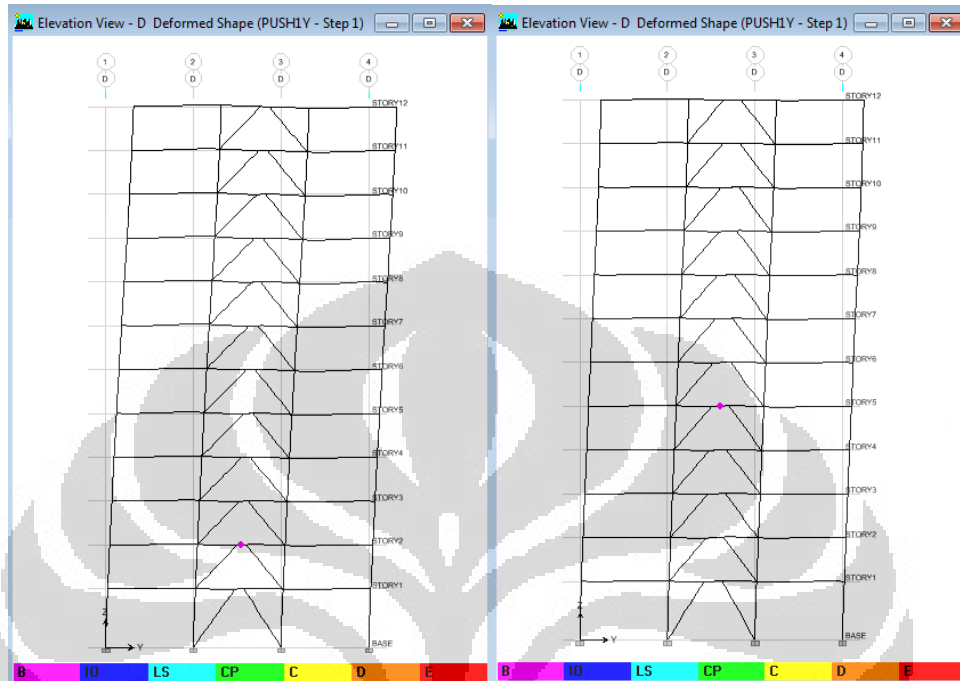 Elevation View - D Deformed Shape (PUSH1Y - Step 1)
1 2 3 4
D D D D
STORY12
STORY11
STORY10
STORY9
STORY8
STORY7
STORY6
STORY5
STORY4
STORY3
STORY2
STORY1
BASE
Z
Y
B IO LS CP C D E
Elevation View - D Deformed Shape (PUSH1Y - Step 1)
1 2 3 4
D D D D
STORY12
STORY11
STORY10
STORY9
STORY8
STORY7
STORY6
STORY5
STORY4
STORY3
STORY2
STORY1
BASE
Z
Y
B IO LS CP C D E